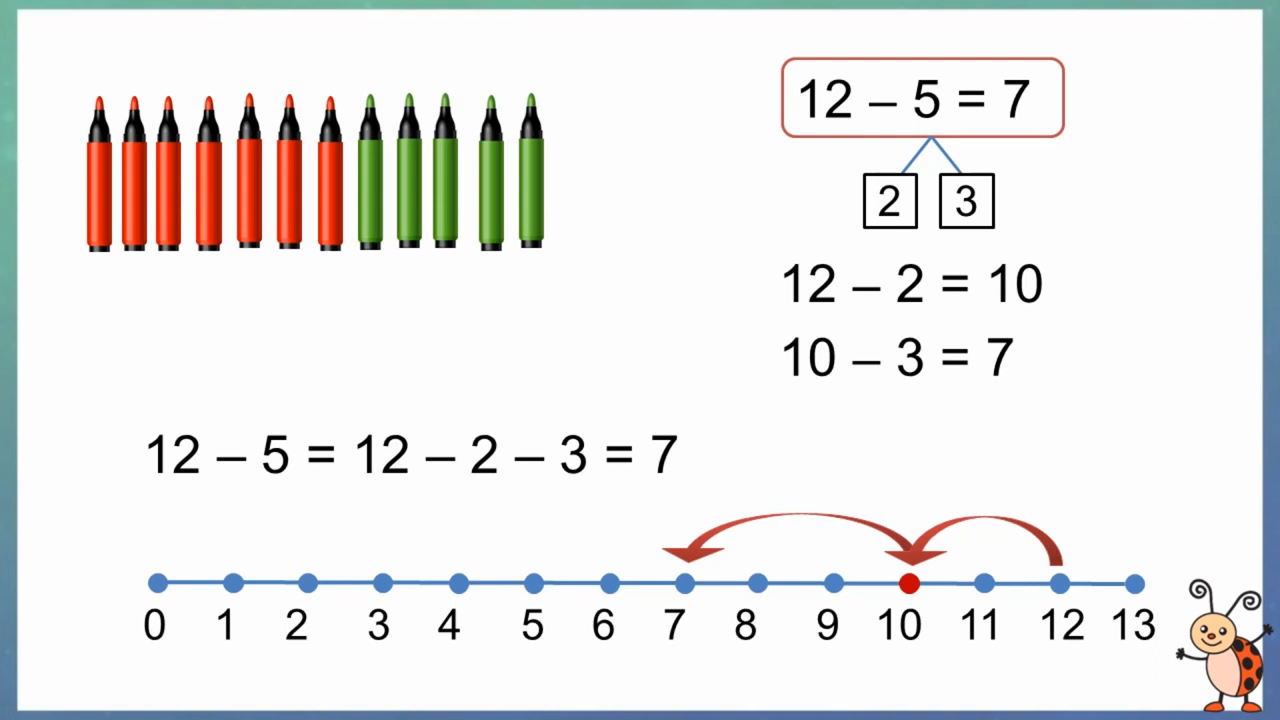 12 – 5 = 7
2 3
12 – 2 = 10
10 – 3 = 7
12 – 5 = 12 – 2 – 3 = 7
0 1 2 3 4 5 6 7 8 9 10 11 12 13